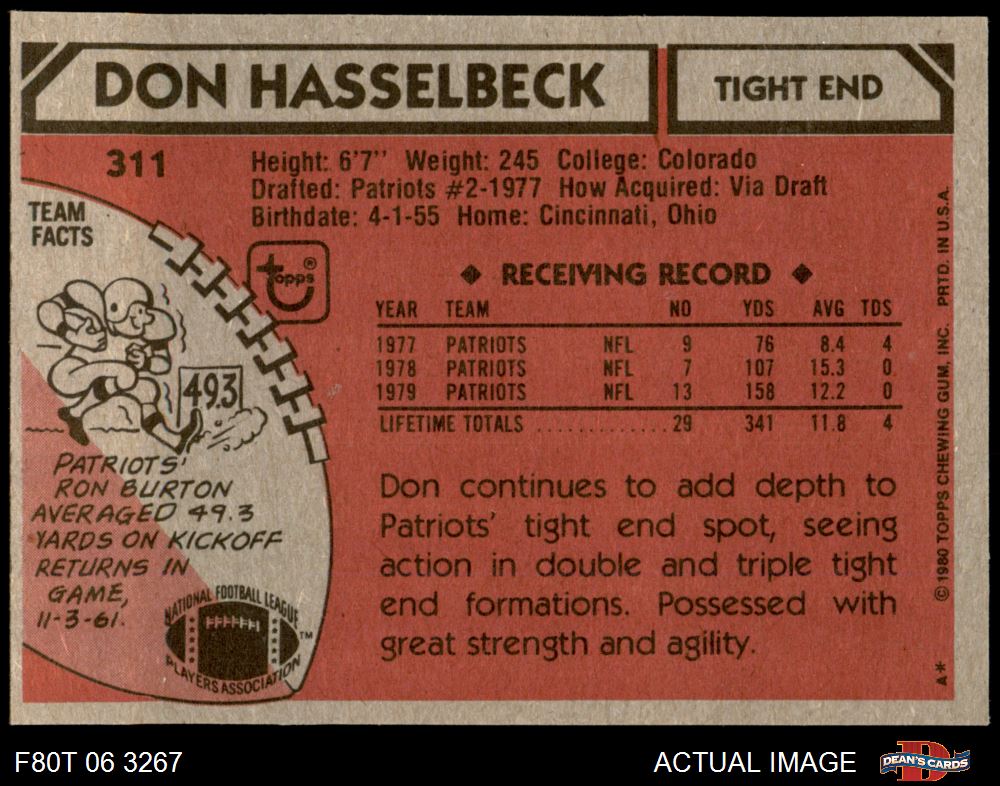 DON HASSELBECK
TIGHT END
311
Height: 6'7" Weight: 245 College: Colorado
Drafted: Patriots #2-1977 How Acquired: Via Draft
Birthdate: 4-1-55 Home: Cincinnati, Ohio
TEAM
FACTS
49.3
PATRIOTS'
RON BURTON
AVERAGED 49.3
YARDS ON KICKOFF
RETURNS IN
GAME,
11-3-61.
NATIONAL FOOTBALL LEAGUE
PLAYERS ASSOCIATION
™
topps®
◆ RECEIVING RECORD ◆
YEAR TEAM NO YDS AVG TDS
1977 PATRIOTS NFL 9 76 8.4 4
1978 PATRIOTS NFL 7 107 15.3 0
1979 PATRIOTS NFL 13 158 12.2 0
LIFETIME TOTALS ............. 29 341 11.8 4
Don continues to add depth to
Patriots' tight end spot, seeing
action in double and triple tight
end formations. Possessed with
great strength and agility.
A* © 1980 TOPPS CHEWING GUM, INC. PRTD. IN U.S.A.
F80T 06 3267
ACTUAL IMAGE
D
DEAN'S CARDS